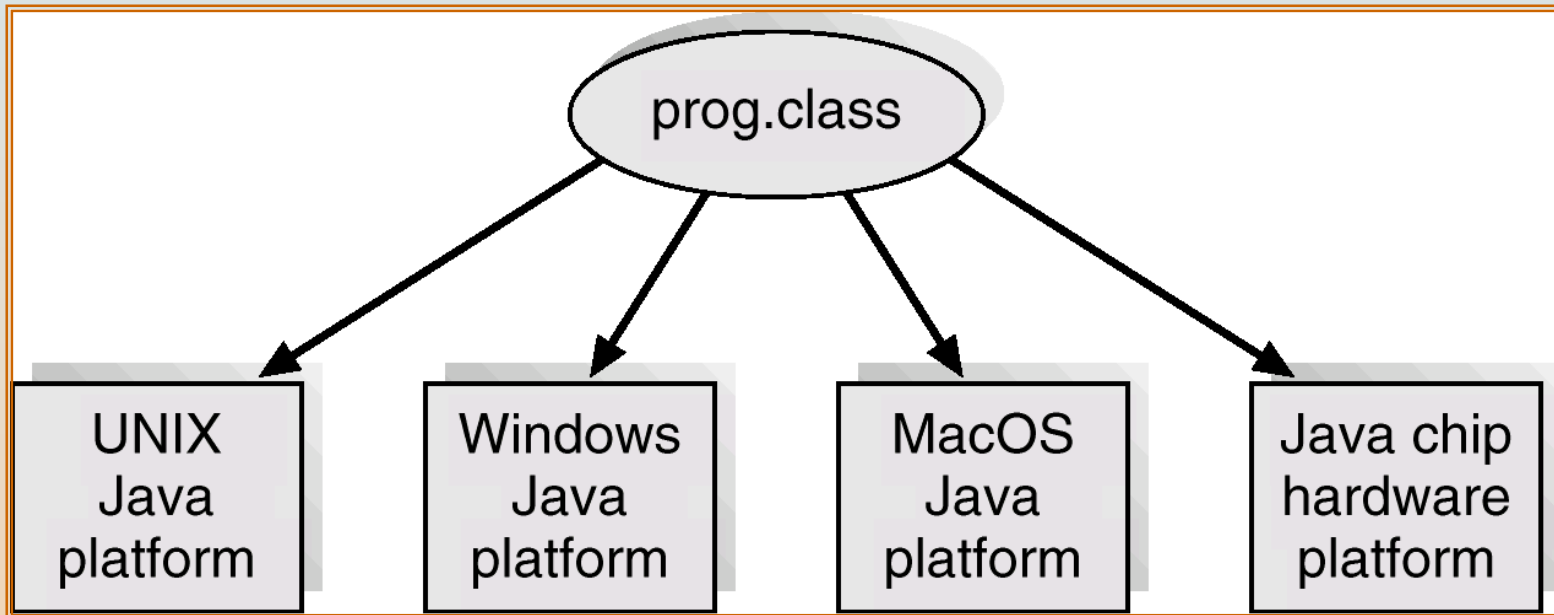 prog.class
UNIX
Java
platform
Windows
Java
platform
MacOS
Java
platform
Java chip
hardware
platform